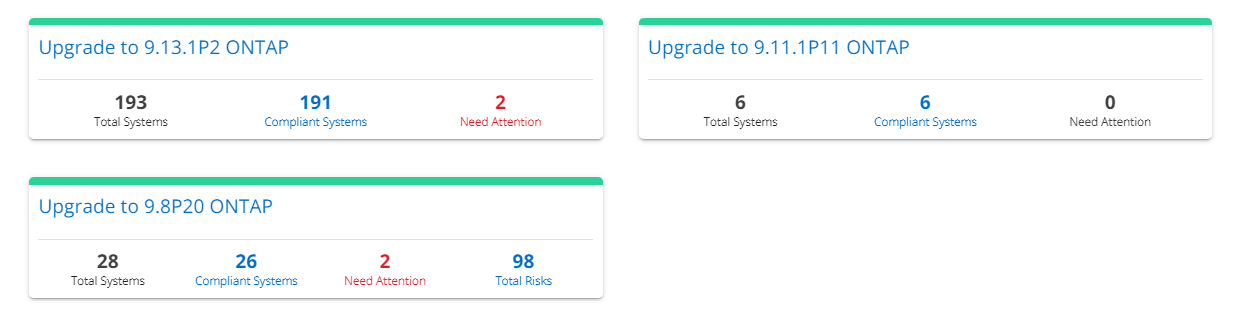 Upgrade to 9.13.1P2 ONTAP
193 191 2
Total Systems Compliant Systems Need Attention
Upgrade to 9.11.1P11 ONTAP
6 6 0
Total Systems Compliant Systems Need Attention
Upgrade to 9.8P20 ONTAP
28 26 2 98
Total Systems Compliant Systems Need Attention Total Risks